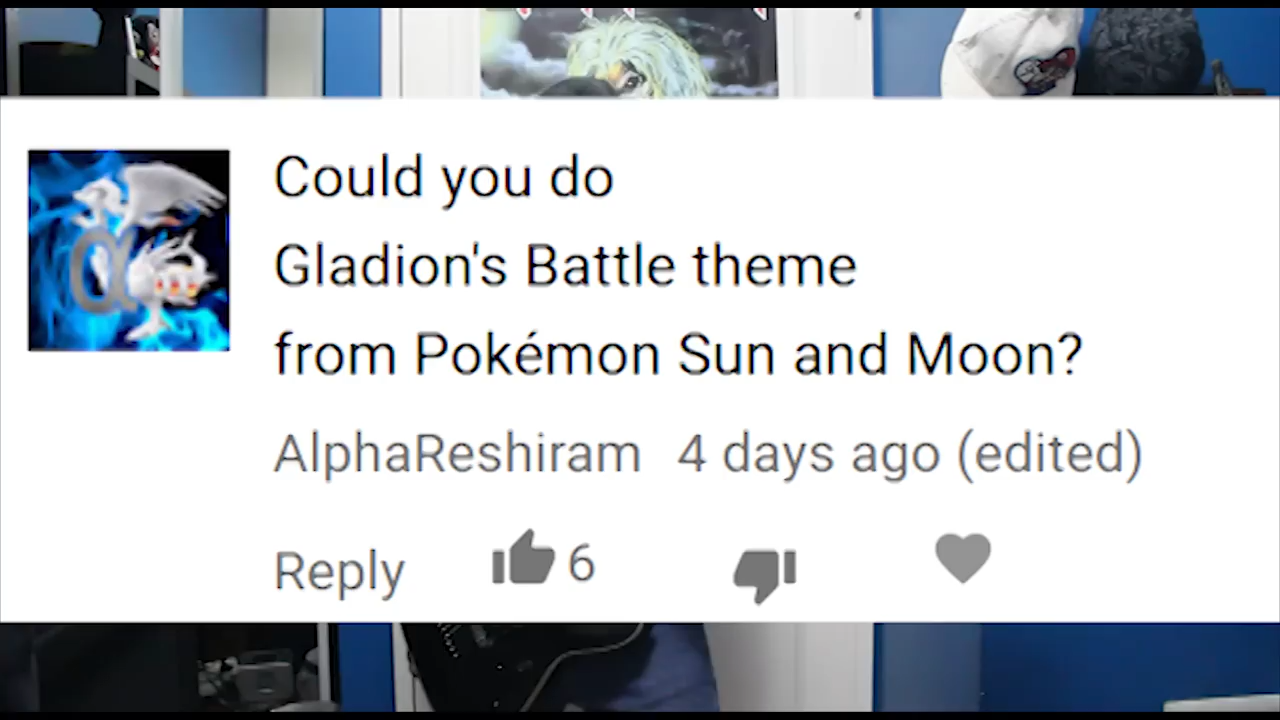 Could you do
Gladion's Battle theme
from Pokémon Sun and Moon?
AlphaReshiram 4 days ago (edited)
Reply 6
α